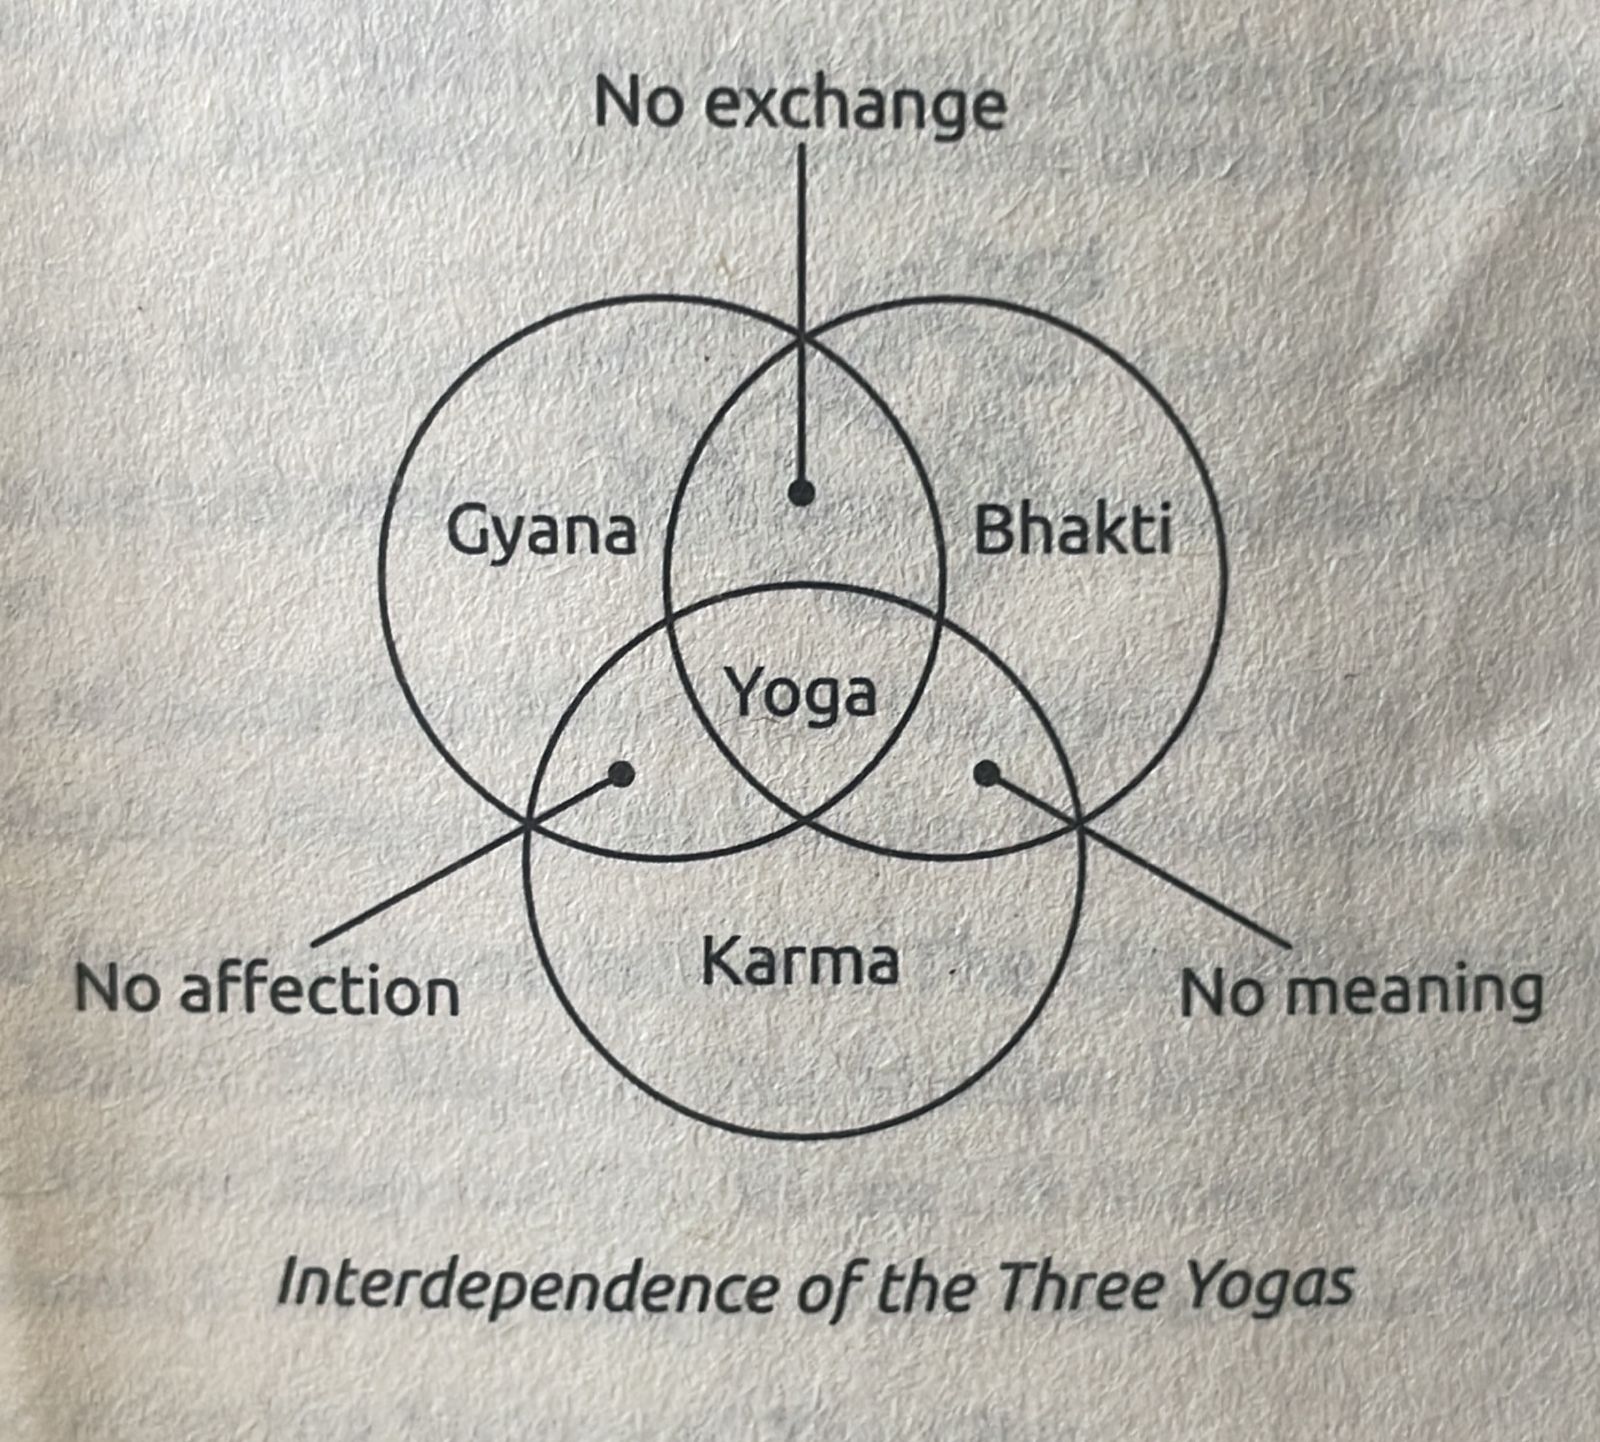 No exchange
Gyana
Bhakti
Yoga
Karma
No affection
No meaning
Interdependence of the Three Yogas